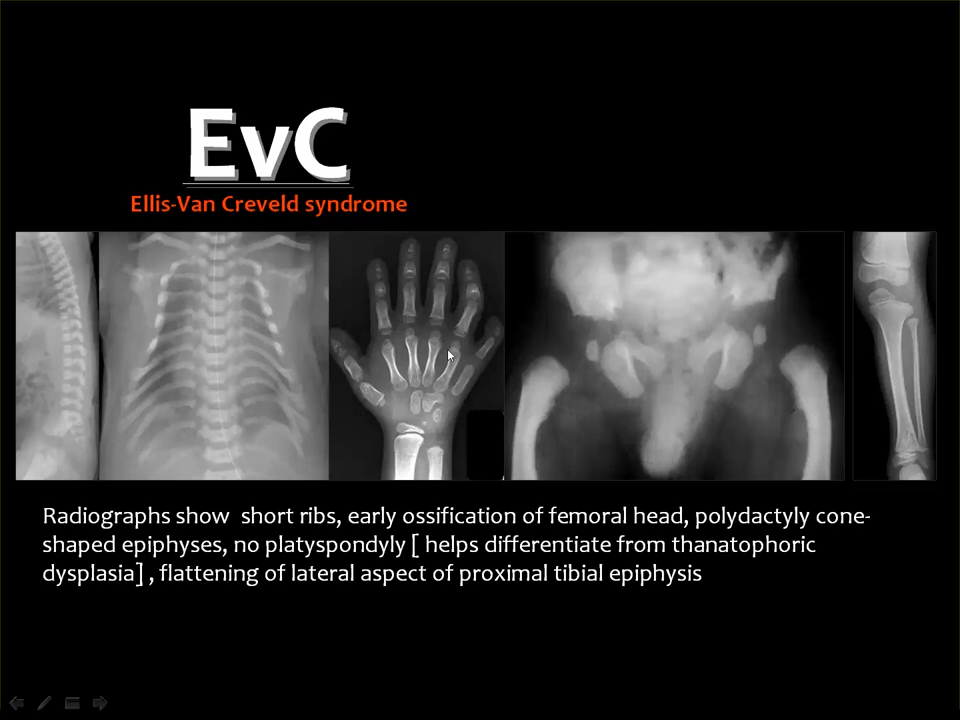 EvC
Ellis-Van Creveld syndrome
Radiographs show  short ribs, early ossification of femoral head, polydactyly cone-
shaped epiphyses, no platyspondyly [ helps differentiate from thanatophoric
dysplasia] , flattening of lateral aspect of proximal tibial epiphysis